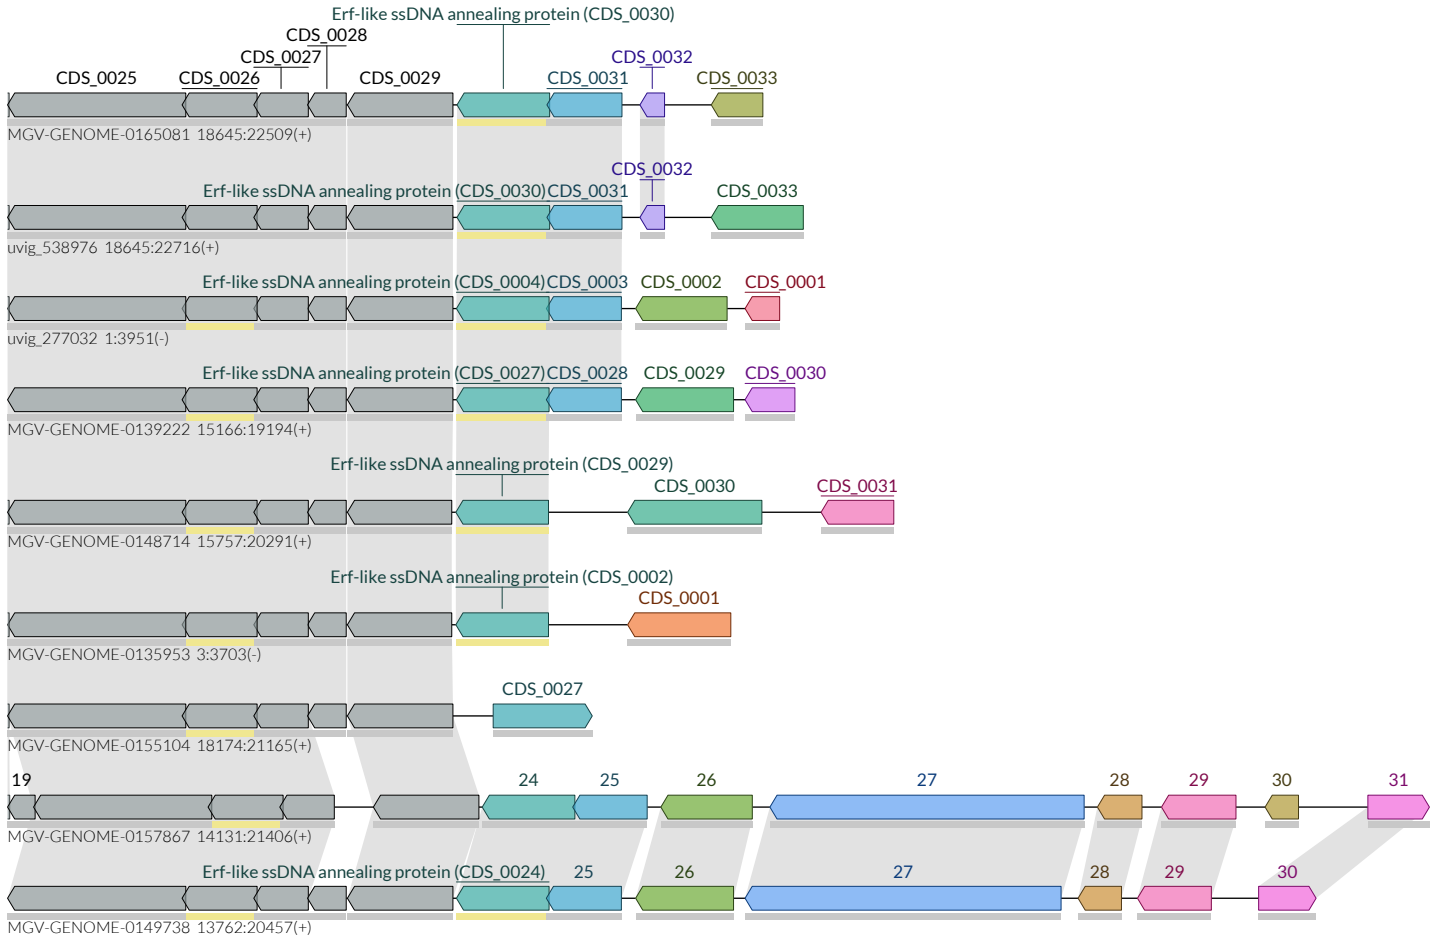 Erf-like ssDNA annealing protein (CDS_0030)
CDS_0028
CDS_0027 CDS_0032
CDS_0025 CDS_0026 CDS_0029 CDS_0031 CDS_0033
MGV-GENOME-0165081 18645:22509(+)
CDS_0032
Erf-like ssDNA annealing protein (CDS_0030) CDS_0031 CDS_0033
uvig_538976 18645:22716(+)
Erf-like ssDNA annealing protein (CDS_0004) CDS_0003 CDS_0002 CDS_0001
uvig_277032 1:3951(-)
Erf-like ssDNA annealing protein (CDS_0027) CDS_0028 CDS_0029 CDS_0030
MGV-GENOME-0139222 15166:19194(+)
Erf-like ssDNA annealing protein (CDS_0029)
CDS_0030 CDS_0031
MGV-GENOME-0148714 15757:20291(+)
Erf-like ssDNA annealing protein (CDS_0002)
CDS_0001
MGV-GENOME-0135953 3:3703(-)
CDS_0027
MGV-GENOME-0155104 18174:21165(+)
19 24 25 26 27 28 29 30 31
MGV-GENOME-0157867 14131:21406(+)
Erf-like ssDNA annealing protein (CDS_0024) 25 26 27 28 29 30
MGV-GENOME-0149738 13762:20457(+)